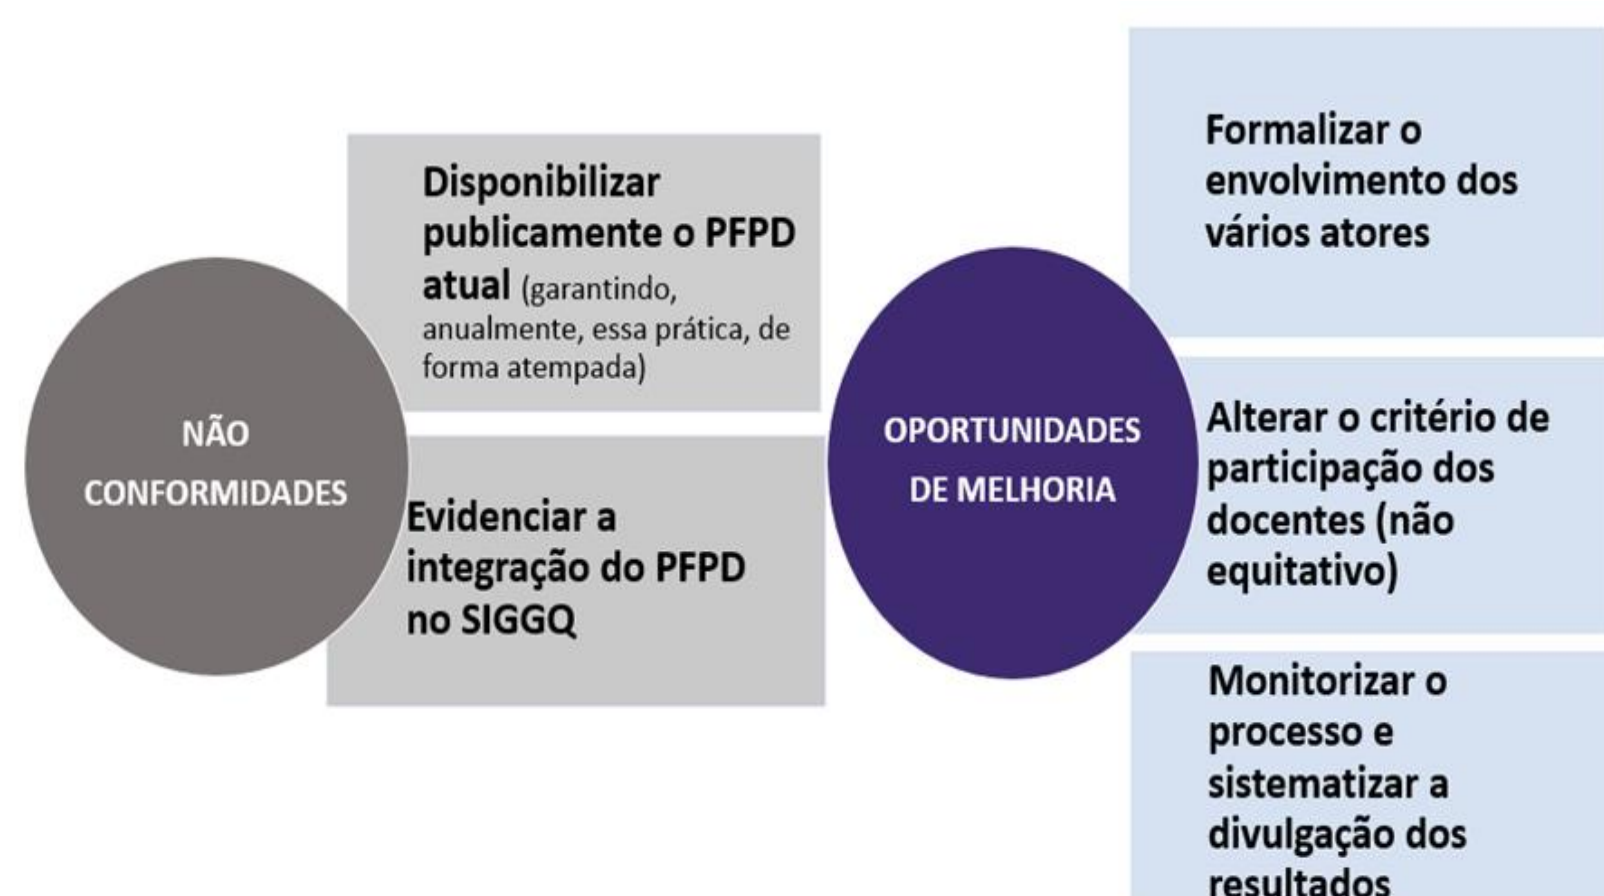 NÃO
CONFORMIDADES
Disponibilizar
publicamente o PFPD
atual (garantindo,
anualmente, essa prática, de
forma atempada)
Evidenciar a
integração do PFPD
no SIGGQ
OPORTUNIDADES
DE MELHORIA
Formalizar o
envolvimento dos
vários atores
Alterar o critério de
participação dos
docentes (não
equitativo)
Monitorizar o
processo e
sistematizar a
divulgação dos
resultados